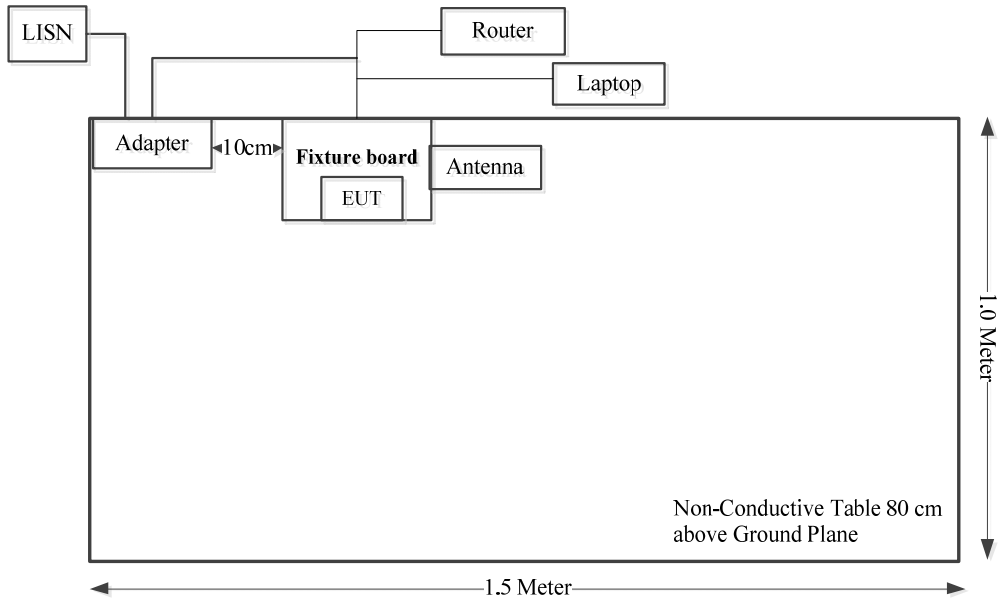 LISN
Router
Laptop
Adapter
10cm
Fixture board
Antenna
EUT
1.0 Meter
Non-Conductive Table 80 cm
above Ground Plane
1.5 Meter